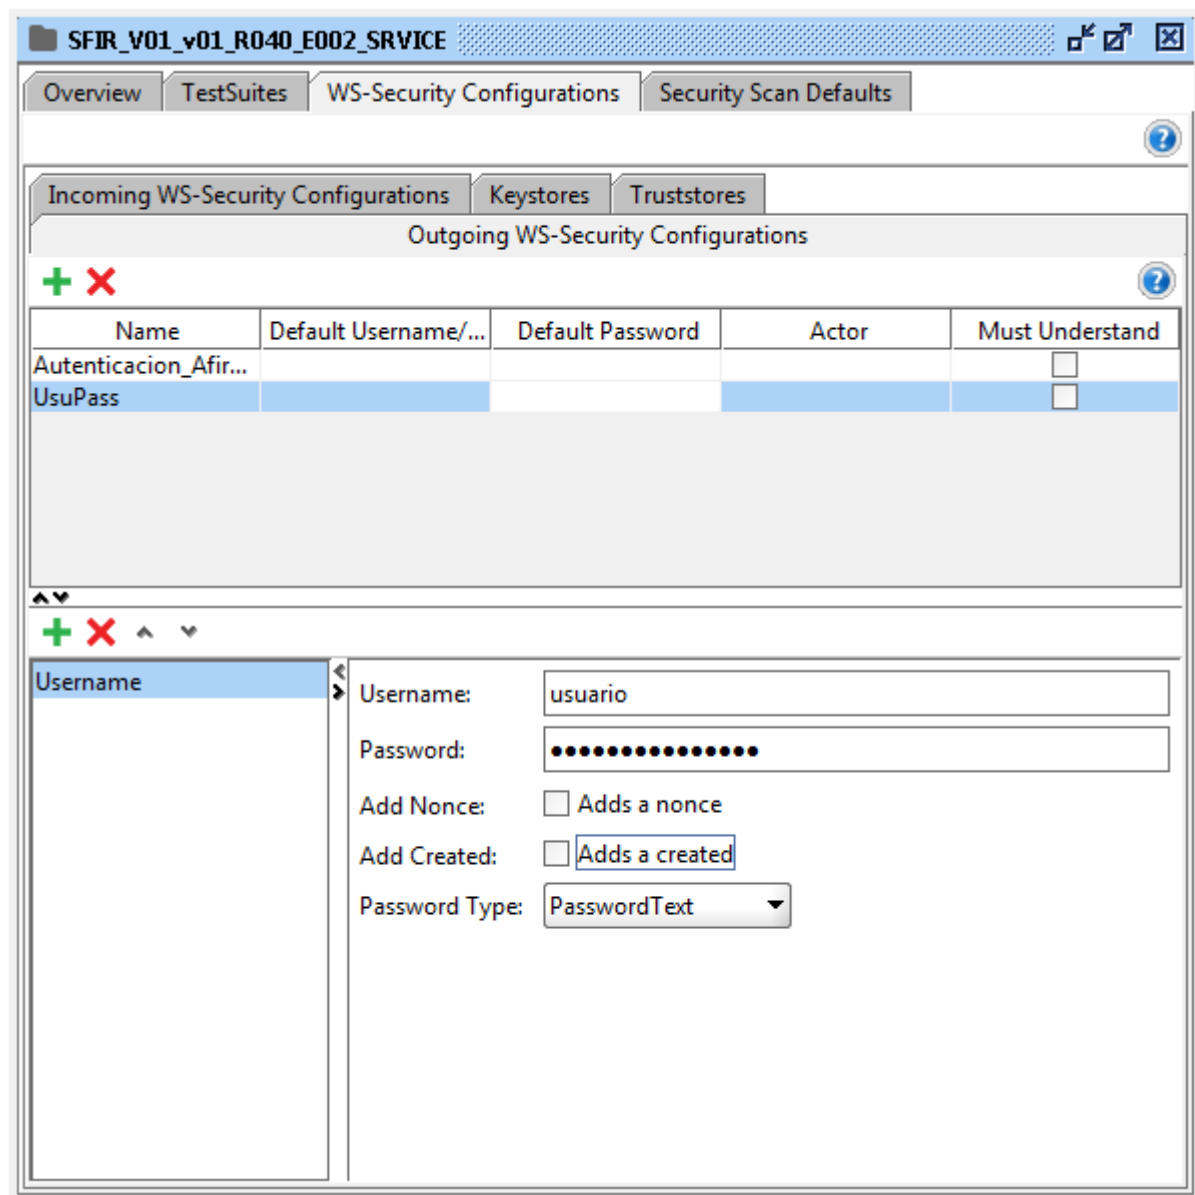 SFIR_V01_v01_R040_E002_SRVICE
Overview TestSuites WS-Security Configurations Security Scan Defaults
Incoming WS-Security Configurations Keystores Truststores
Outgoing WS-Security Configurations
Name Default Username/... Default Password Actor Must Understand
Autenticacion_Afir...
UsuPass
Username
Username: usuario
Password: ●●●●●●●●●●●●●●●
Add Nonce: Adds a nonce
Add Created: Adds a created
Password Type: PasswordText